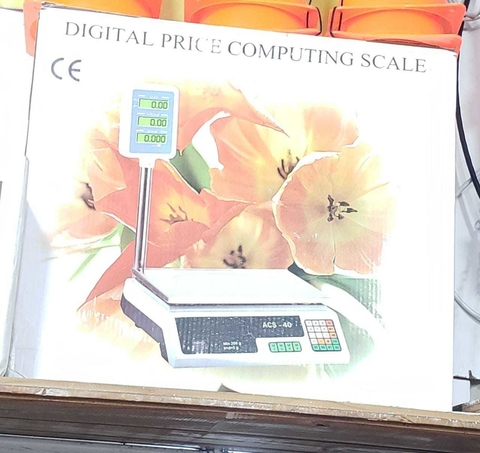 DIGITAL PRICE COMPUTING SCALE
CE
0.00
0.00
0.000
ACS - 40